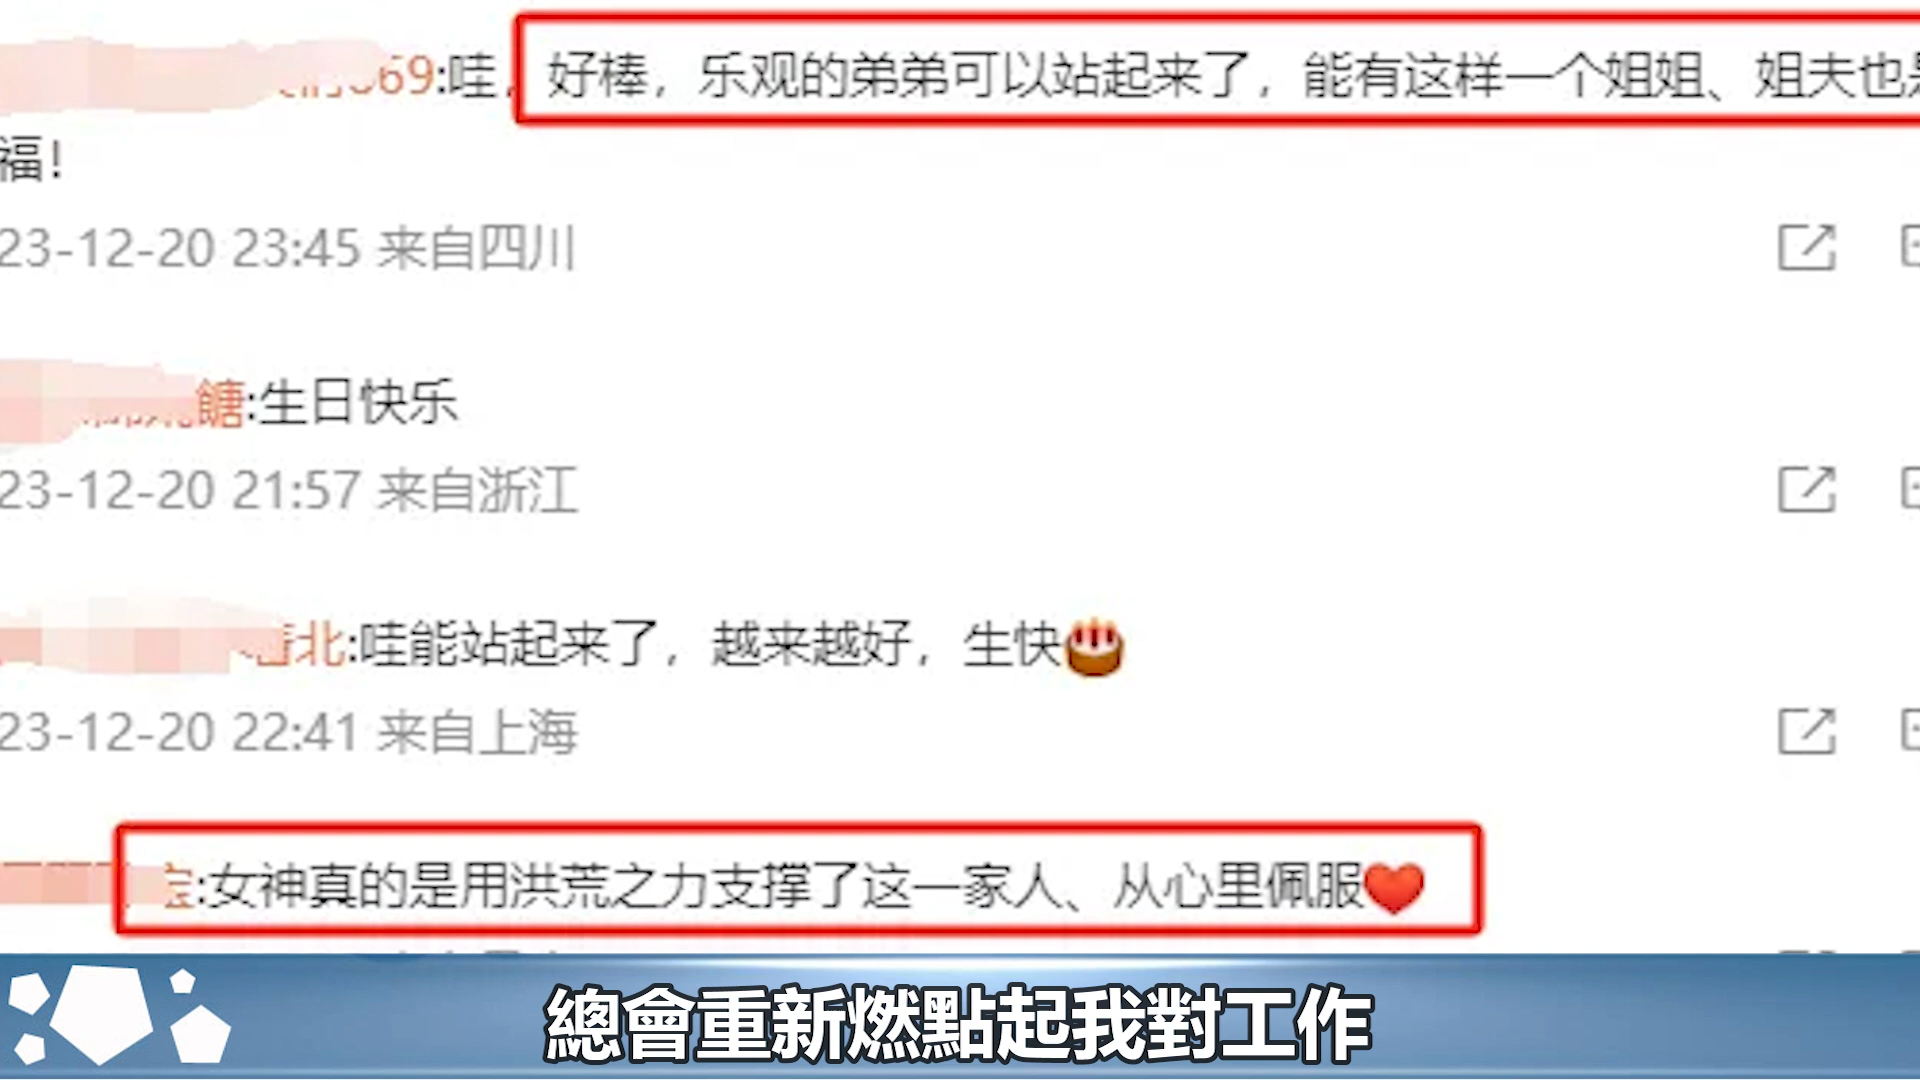 69:哇，好棒，乐观的弟弟可以站起来了，能有这样一个姐姐、姐夫也是
福！
23-12-20 23:45 来自四川
餹:生日快乐
23-12-20 21:57 来自浙江
北:哇能站起来了，越来越好，生快🎂
23-12-20 22:41 来自上海
宝:女神真的是用洪荒之力支撑了这一家人、从心里佩服❤️
總會重新燃點起我對工作